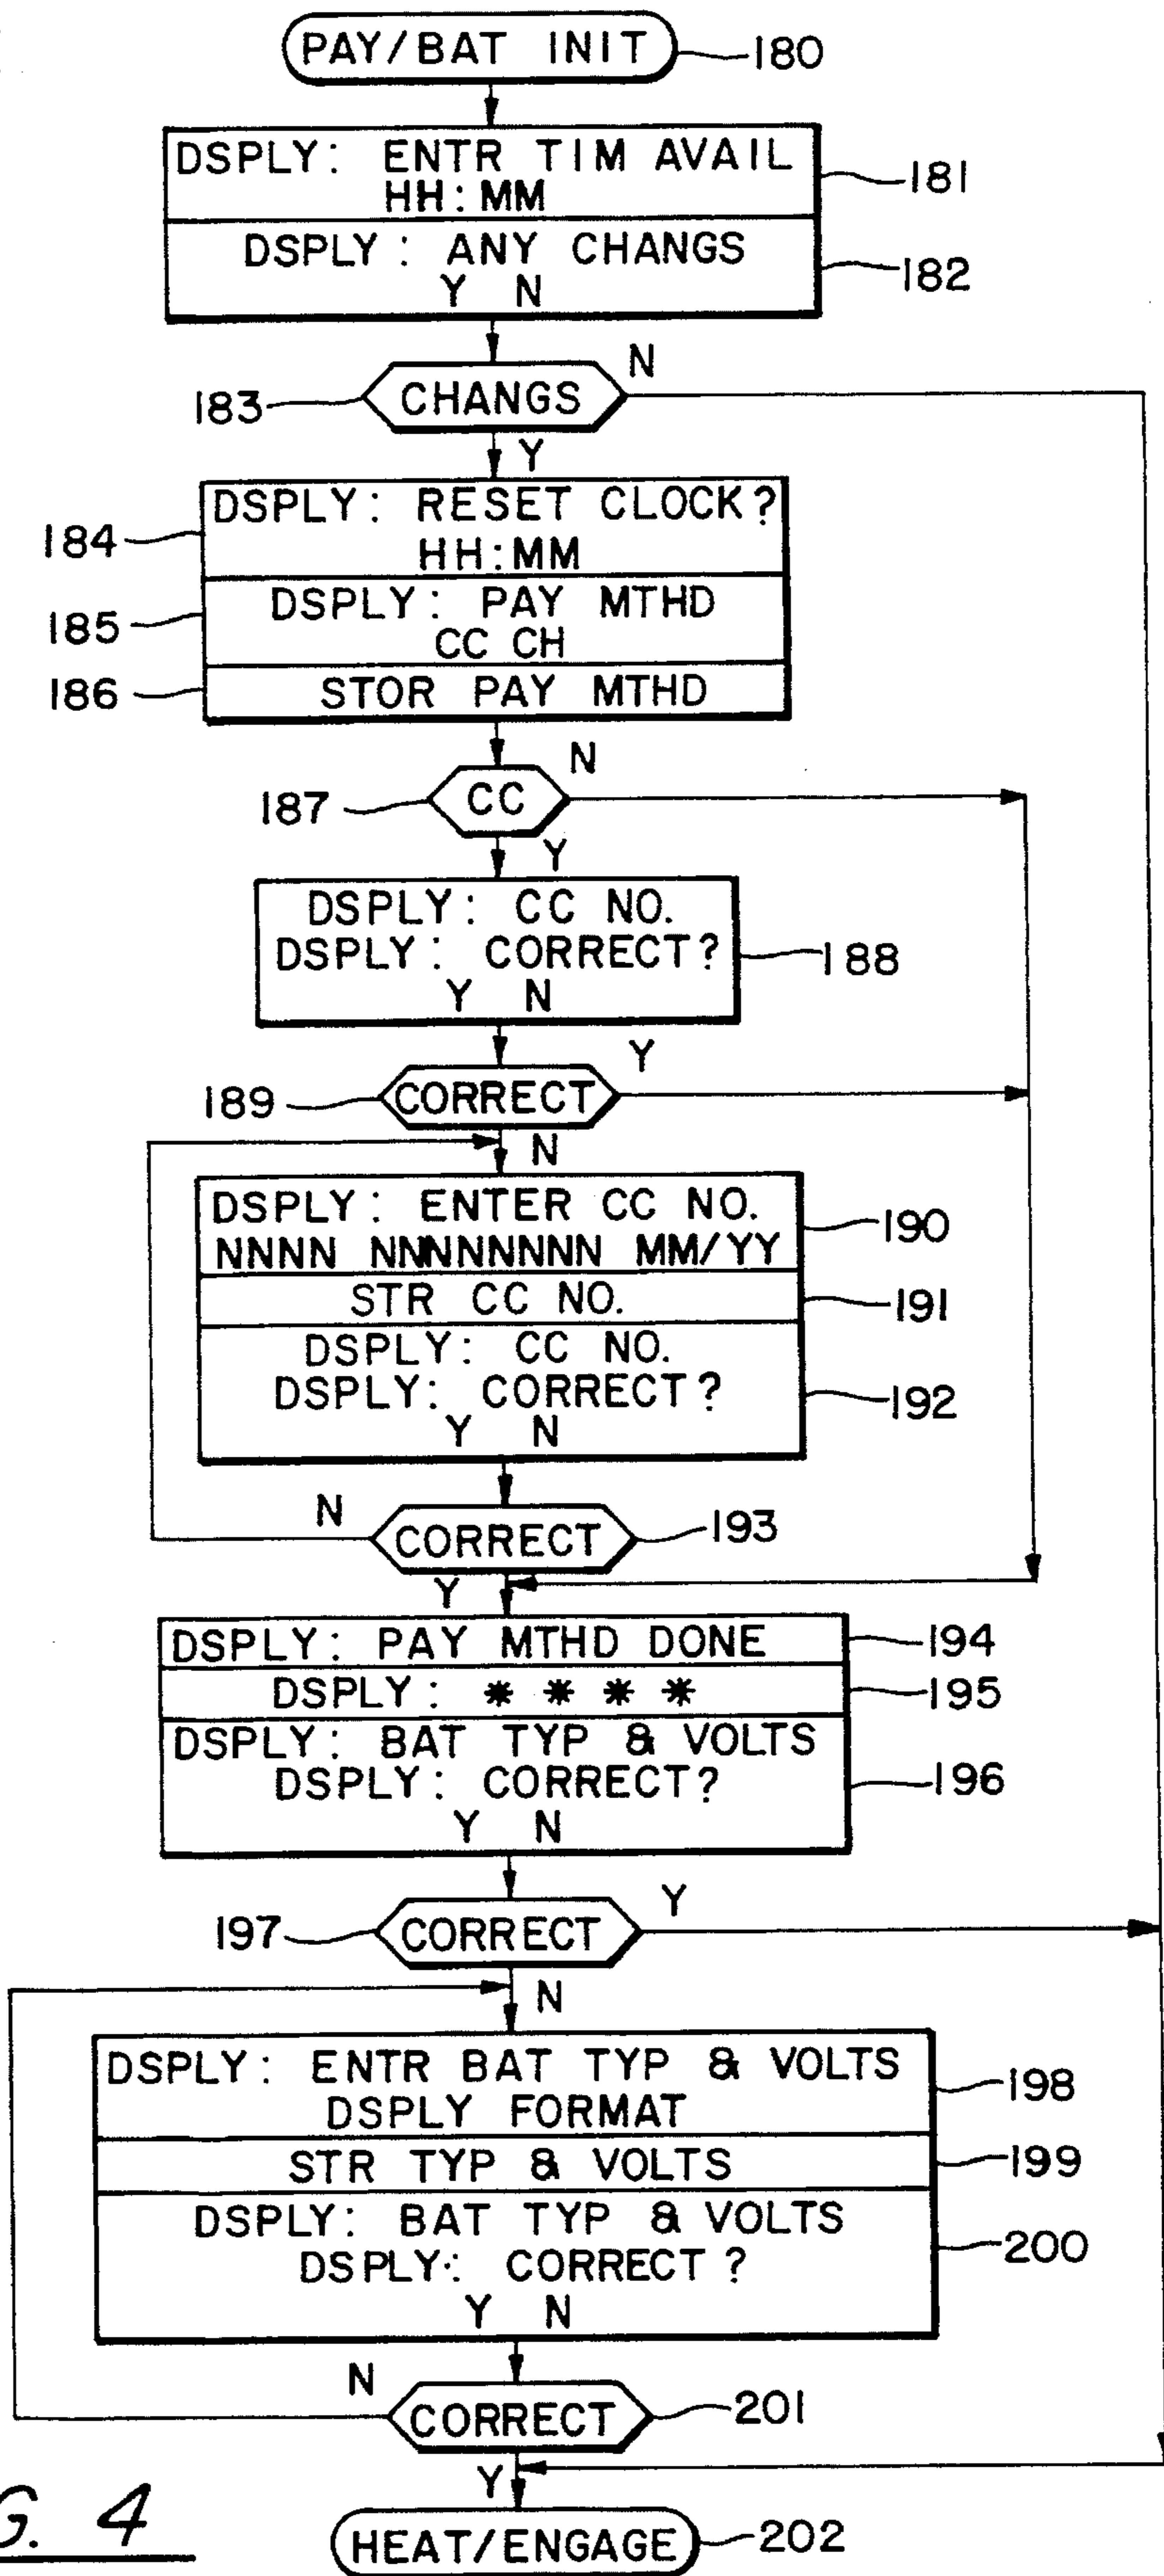 PAY/BAT INIT 180
DSPLY: ENTR TIM AVAIL 181
HH:MM
DSPLY: ANY CHANGS 182
Y N
N
183 CHANGS
Y
DSPLY: RESET CLOCK?
184 HH:MM
DSPLY: PAY MTHD
185 CC CH
186 STOR PAY MTHD
N
187 CC
Y
DSPLY: CC NO.
DSPLY: CORRECT? 188
Y N
Y
189 CORRECT
N
DSPLY: ENTER CC NO. 190
NNNN NNNNNNNN MM/YY
STR CC NO. 191
DSPLY: CC NO.
DSPLY: CORRECT? 192
Y N
N
CORRECT 193
Y
DSPLY: PAY MTHD DONE 194
DSPLY: * * * * 195
DSPLY: BAT TYP & VOLTS
DSPLY: CORRECT? 196
Y N
Y
197 CORRECT
N
DSPLY: ENTR BAT TYP & VOLTS 198
DSPLY FORMAT
STR TYP & VOLTS 199
DSPLY: BAT TYP & VOLTS
DSPLY: CORRECT? 200
Y N
N
CORRECT 201
Y
G. 4
HEAT/ENGAGE 202